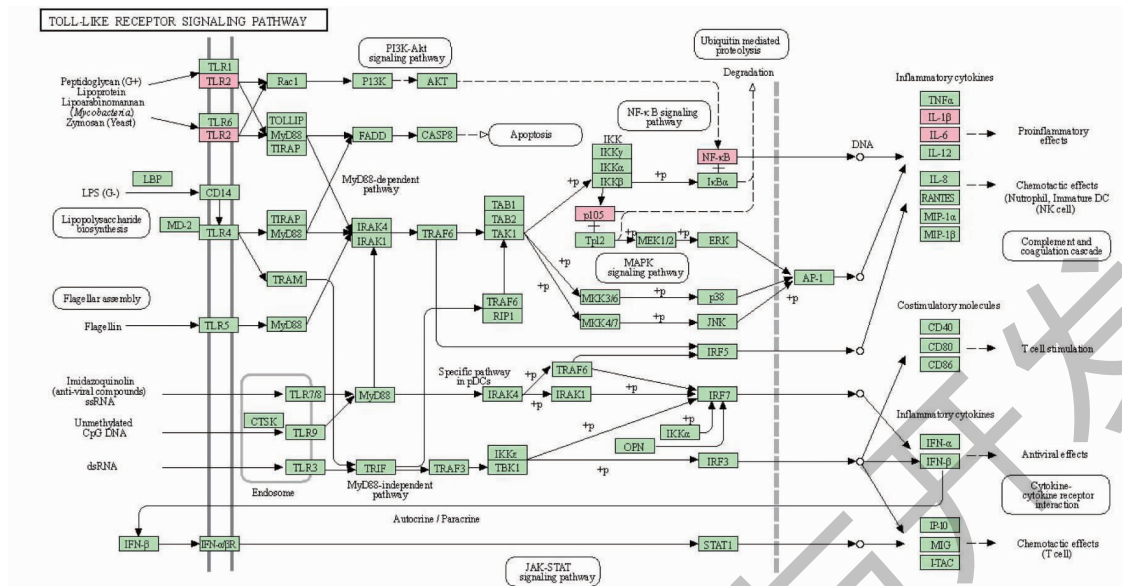 TOLL-LIKE RECEPTOR SIGNALING PATHWAY
Peptidoglycan (G+)
Lipoprotein
Lipoarabinomannan
(Mycobacteria)
Zymosan (Yeast)
TLR1
TLR2
TLR6
TLR2
Rac1
TOLLIP
MyD88
TIRAP
PI3K-Akt
signaling pathway
P13K
AKT
FADD
CASP8
Apoptosis
MyD88-dependent
pathway
Ubiquitin mediated
proteolysis
Degradation
NF-κB signaling
pathway
IKK
IKKγ
IKKα
IKKβ
+p
NF-κB
IκBα
+p
p105
Tpl2
+p
MEK1/2
+p
ERK
MAPK
signaling pathway
LBP
LPS (G-)
CD14
Lipopolysaccharide
biosynthesis
MD-2
TLR4
TIRAP
MyD88
TRAM
IRAK4
IRAK1
TRAF6
TAB1
TAB2
TAK1
TRAF6
RIP1
+p
+p
MKK3/6
+p
p38
MKK4/7
+p
JNK
+p
AP-1
Flagellar assembly
Flagellin
TLR5
MyD88
IRF5
Imidazoquinolin
(anti-viral compounds)
ssRNA
TLR7/8
MyD88
Specific pathway
in pDCs
IRAK4
+p
TRAF6
+p
IRAK1
+p
IRF7
Unmethylated
CpG DNA
CTSK
TLR9
+p
IKKα
OPN
dsRNA
TLR3
Endosome
TRIF
TRAF3
IKKε
TBK1
+p
IRF3
MyD88-independent
pathway
Autocrine / Paracrine
IFN-β
IFN-α/βR
STAT1
JAK-STAT
signaling pathway
DNA
Inflammatory cytokines
TNFα
IL-1β
IL-6
IL-12
Proinflammatory
effects
IL-8
RANTES
MIP-1α
MIP-1β
Chemotactic effects
(Nutrophil, Immature DC
(NK cell)
Complement and
coagulation cascade
Costimulatory molecules
CD40
CD80
CD86
T cell stimulation
Inflammatory cytokines
IFN-α
IFN-β
Antiviral effects
Cytokine-
cytokine receptor
interaction
IP-10
MIG
I-TAC
Chemotactic effects
(T cell)
开发